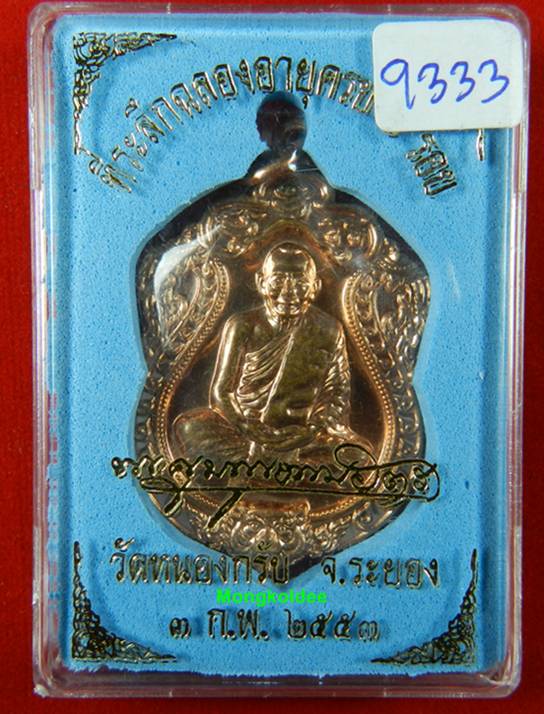 9333
ที่ระลึกฉลองอายุครบ รอบ
วัดหนองกรับ จ.ระยอง
Mongkoldee
๓ ก.พ. ๒๕๕๓